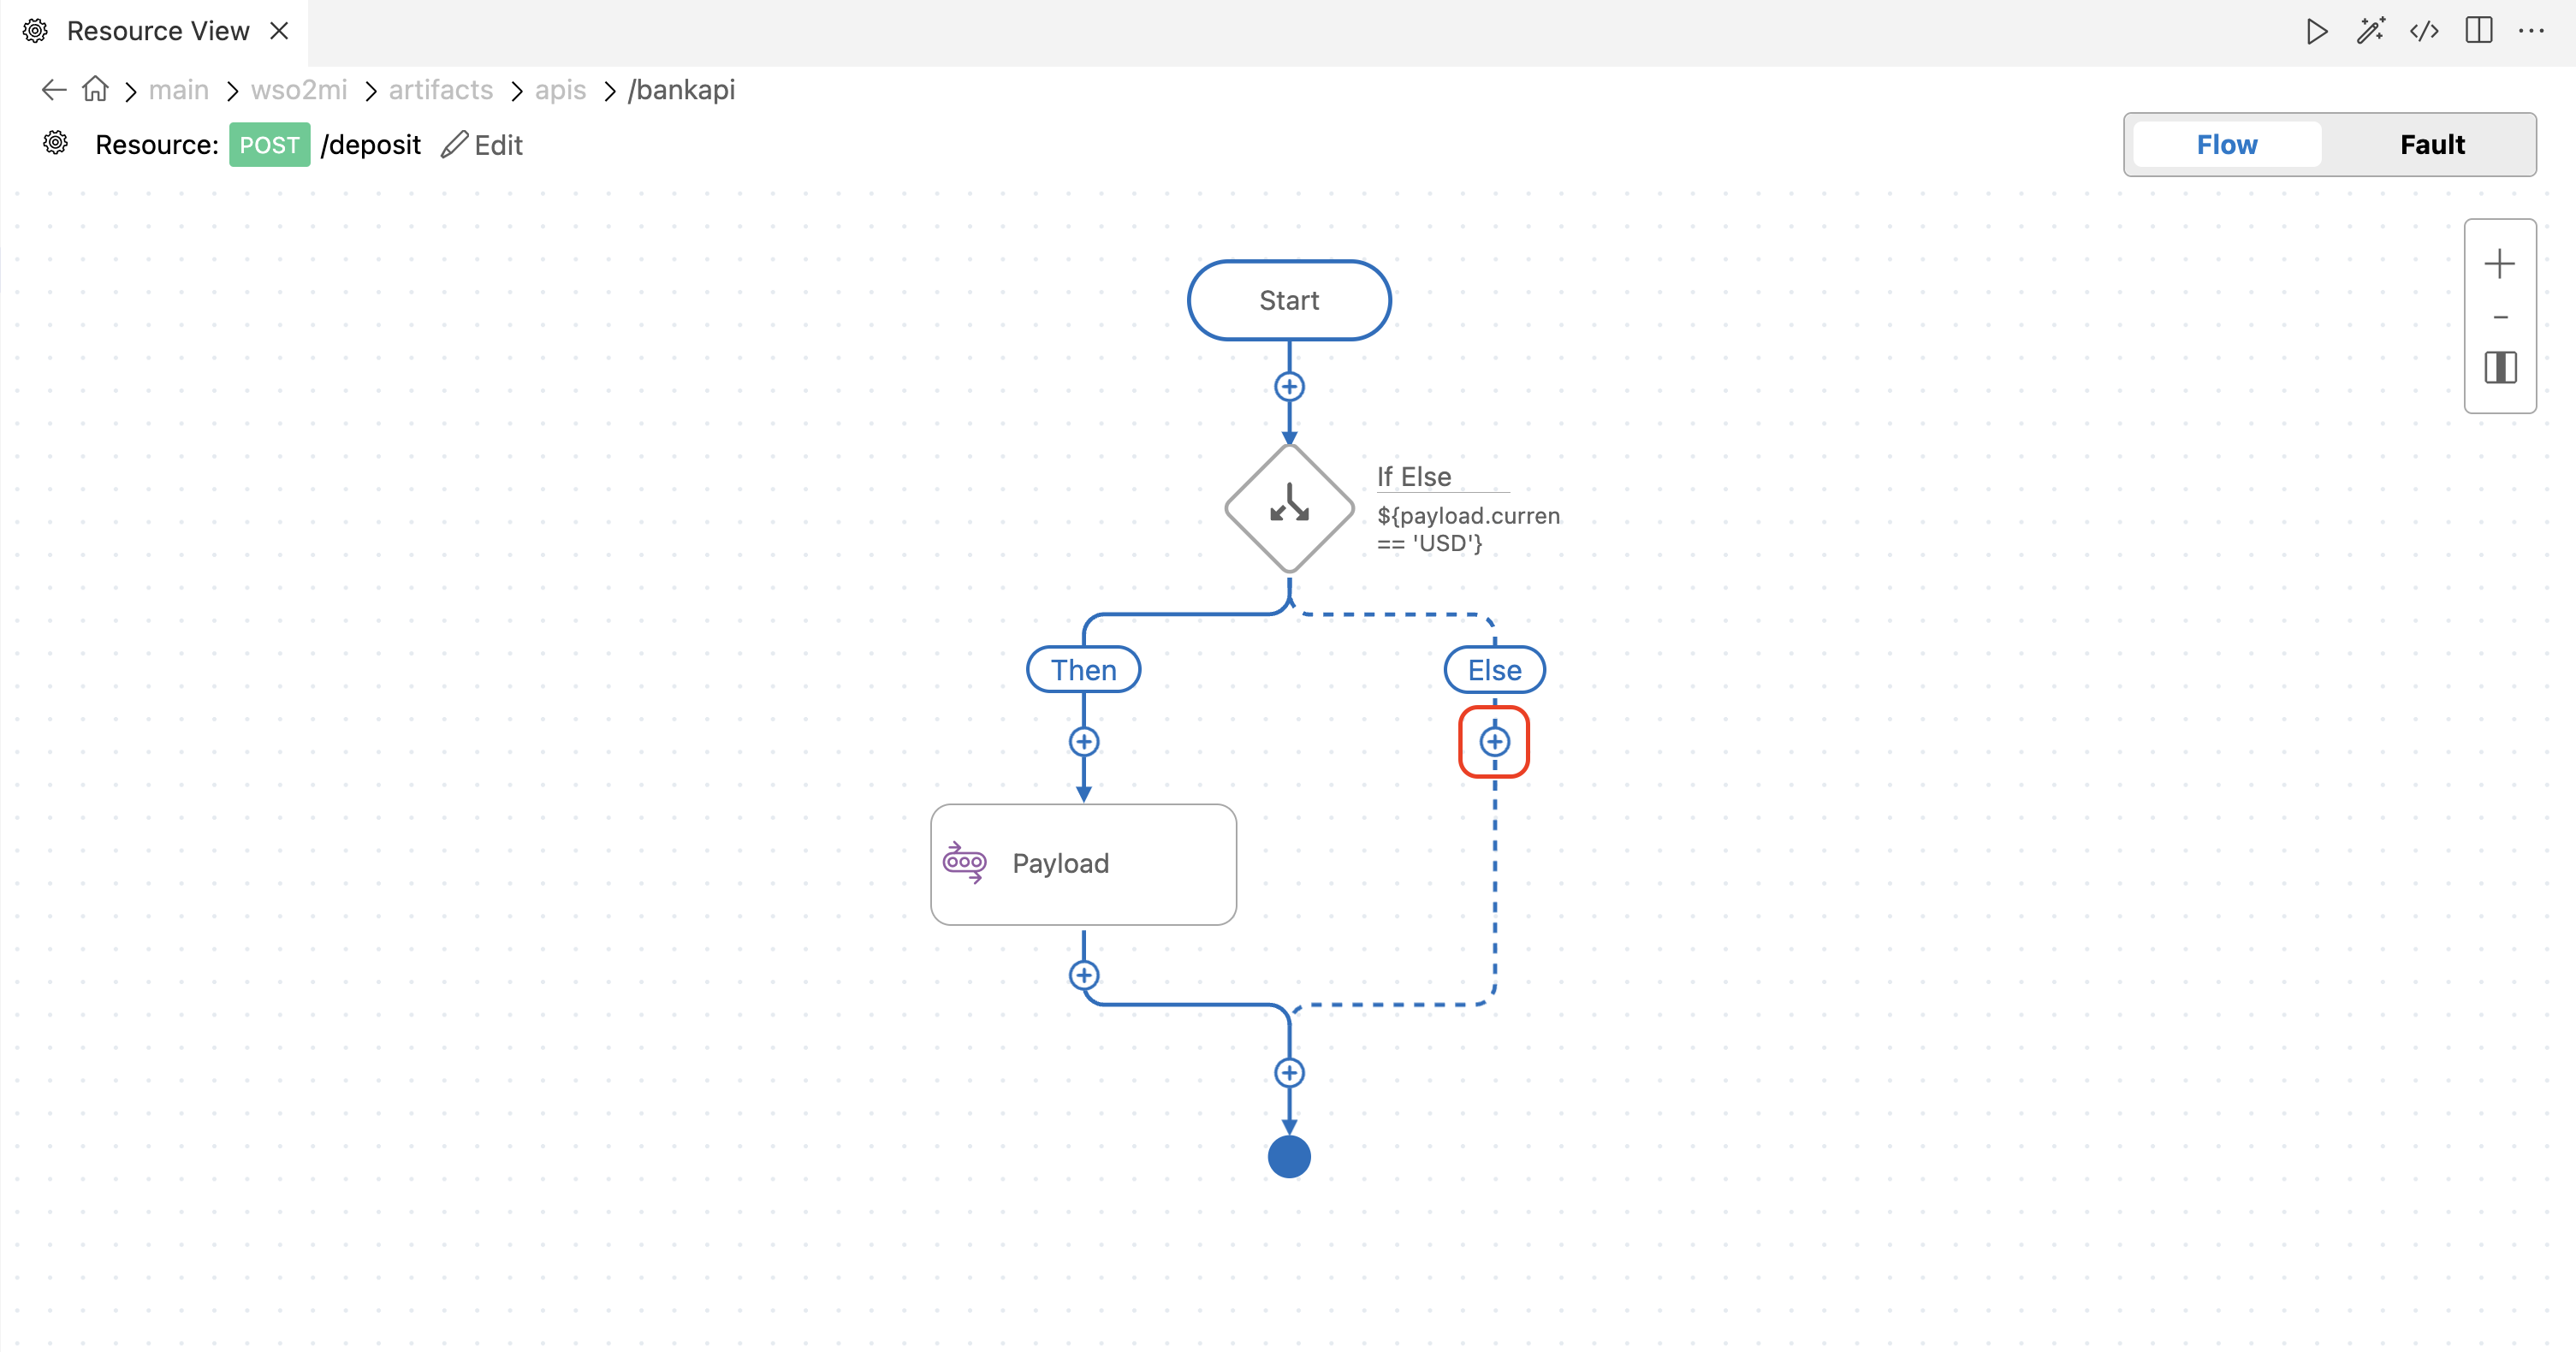 Resource View
main wso2mi artifacts apis /bankapi
Resource: POST /deposit Edit
Flow Fault
Start
If Else
${payload.curren
== 'USD'}
Then Else
Payload